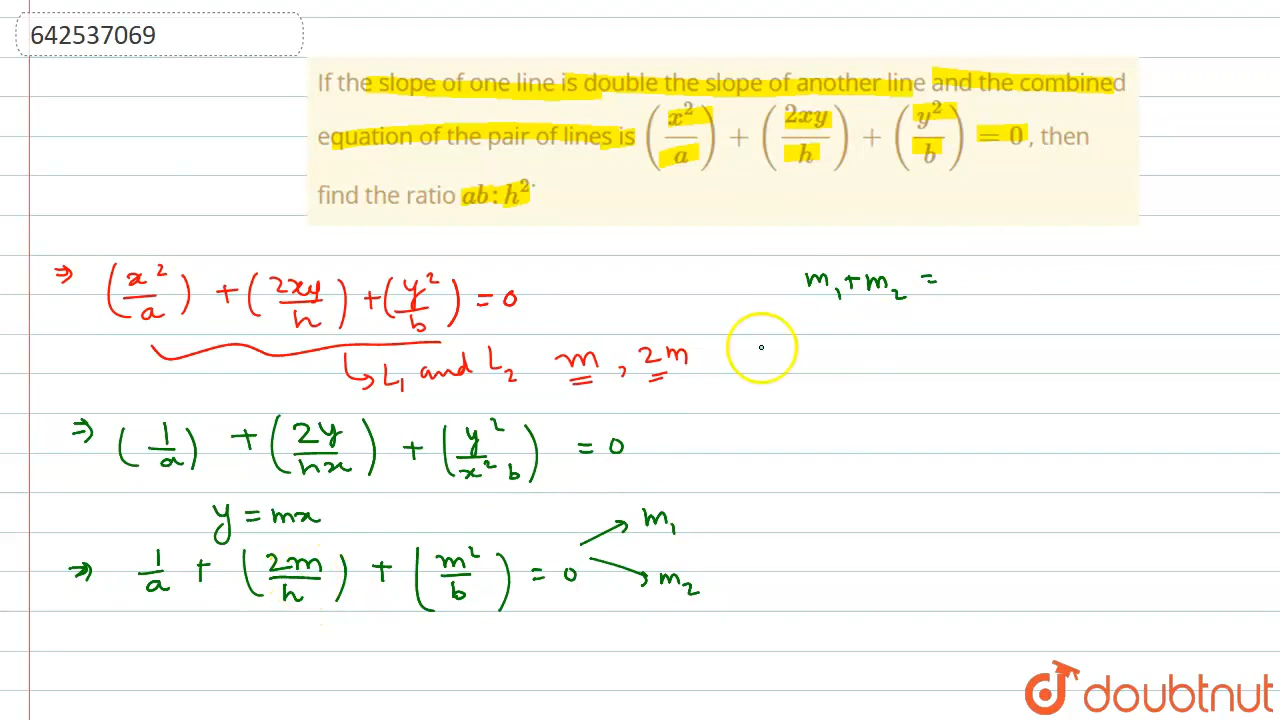 642537069
If the slope of one line is double the slope of another line and the combined
equation of the pair of lines is (x²/a) + (2xy/h) + (y²/b) = 0, then
find the ratio ab : h².
⇒ (x²/a) + (2xy/h) + (y²/b) = 0
m₁ + m₂ =
↳ L₁ and L₂ m , 2m
⇒ (1/a) + (2y/hx) + (y²/x² b) = 0
y = mx
m₁
⇒ 1/a + (2m/h) + (m²/b) = 0
m₂
doubtnut